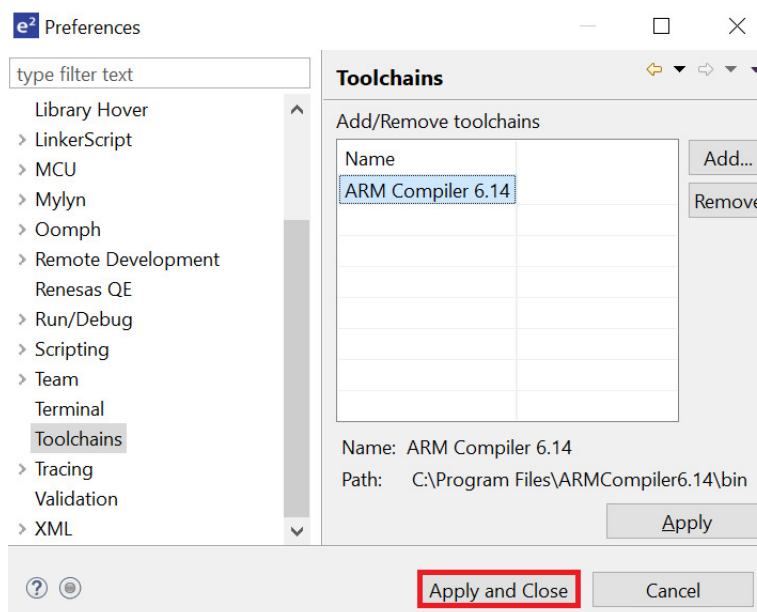 e² Preferences
type filter text
Library Hover
LinkerScript
MCU
Mylyn
Oomph
Remote Development
Renesas QE
Run/Debug
Scripting
Team
Terminal
Toolchains
Tracing
Validation
XML
Toolchains
Add/Remove toolchains
Name
ARM Compiler 6.14
Add...
Remove
Name: ARM Compiler 6.14
Path: C:\Program Files\ARMCompiler6.14\bin
Apply
? Apply and Close Cancel